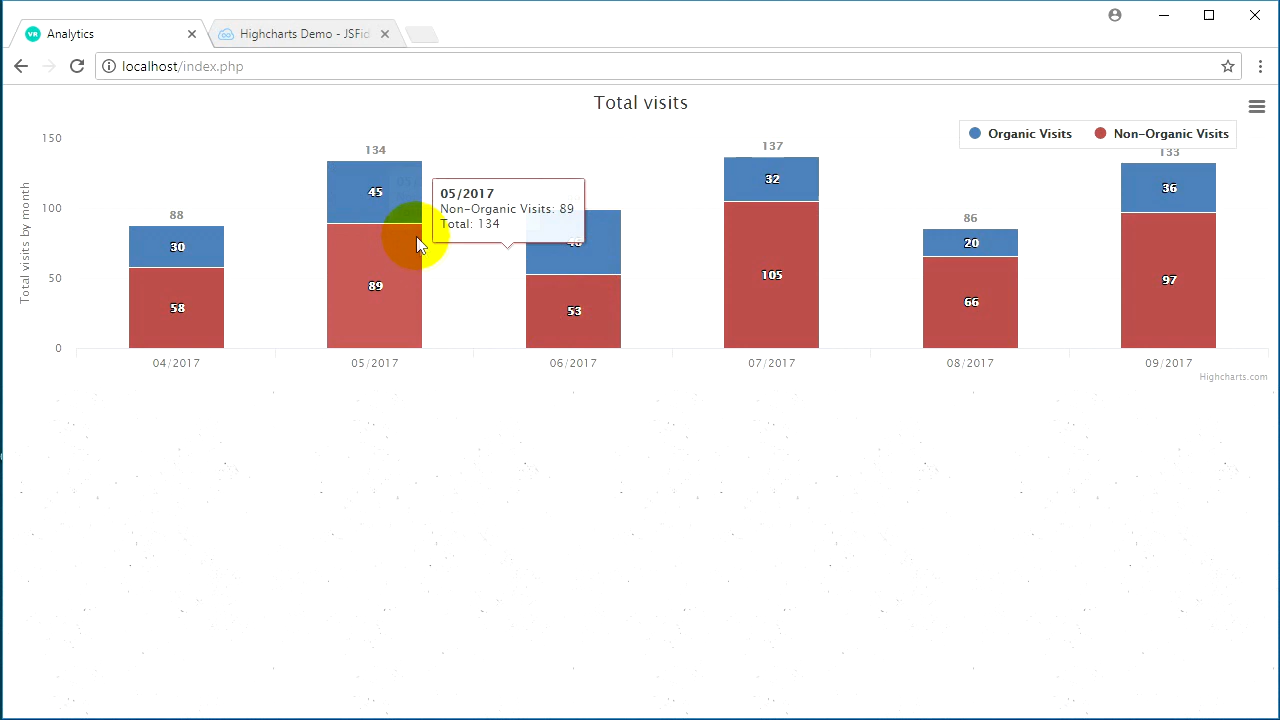 VR Analytics
Highcharts Demo - JSFid
localhost/index.php
Total visits
Organic Visits
Non-Organic Visits
Total visits by month
150
100
50
0
88
30
58
134
45
89
05/2017
Non-Organic Visits: 89
Total: 134
53
137
32
105
86
20
66
133
36
97
04/2017
05/2017
06/2017
07/2017
08/2017
09/2017
Highcharts.com